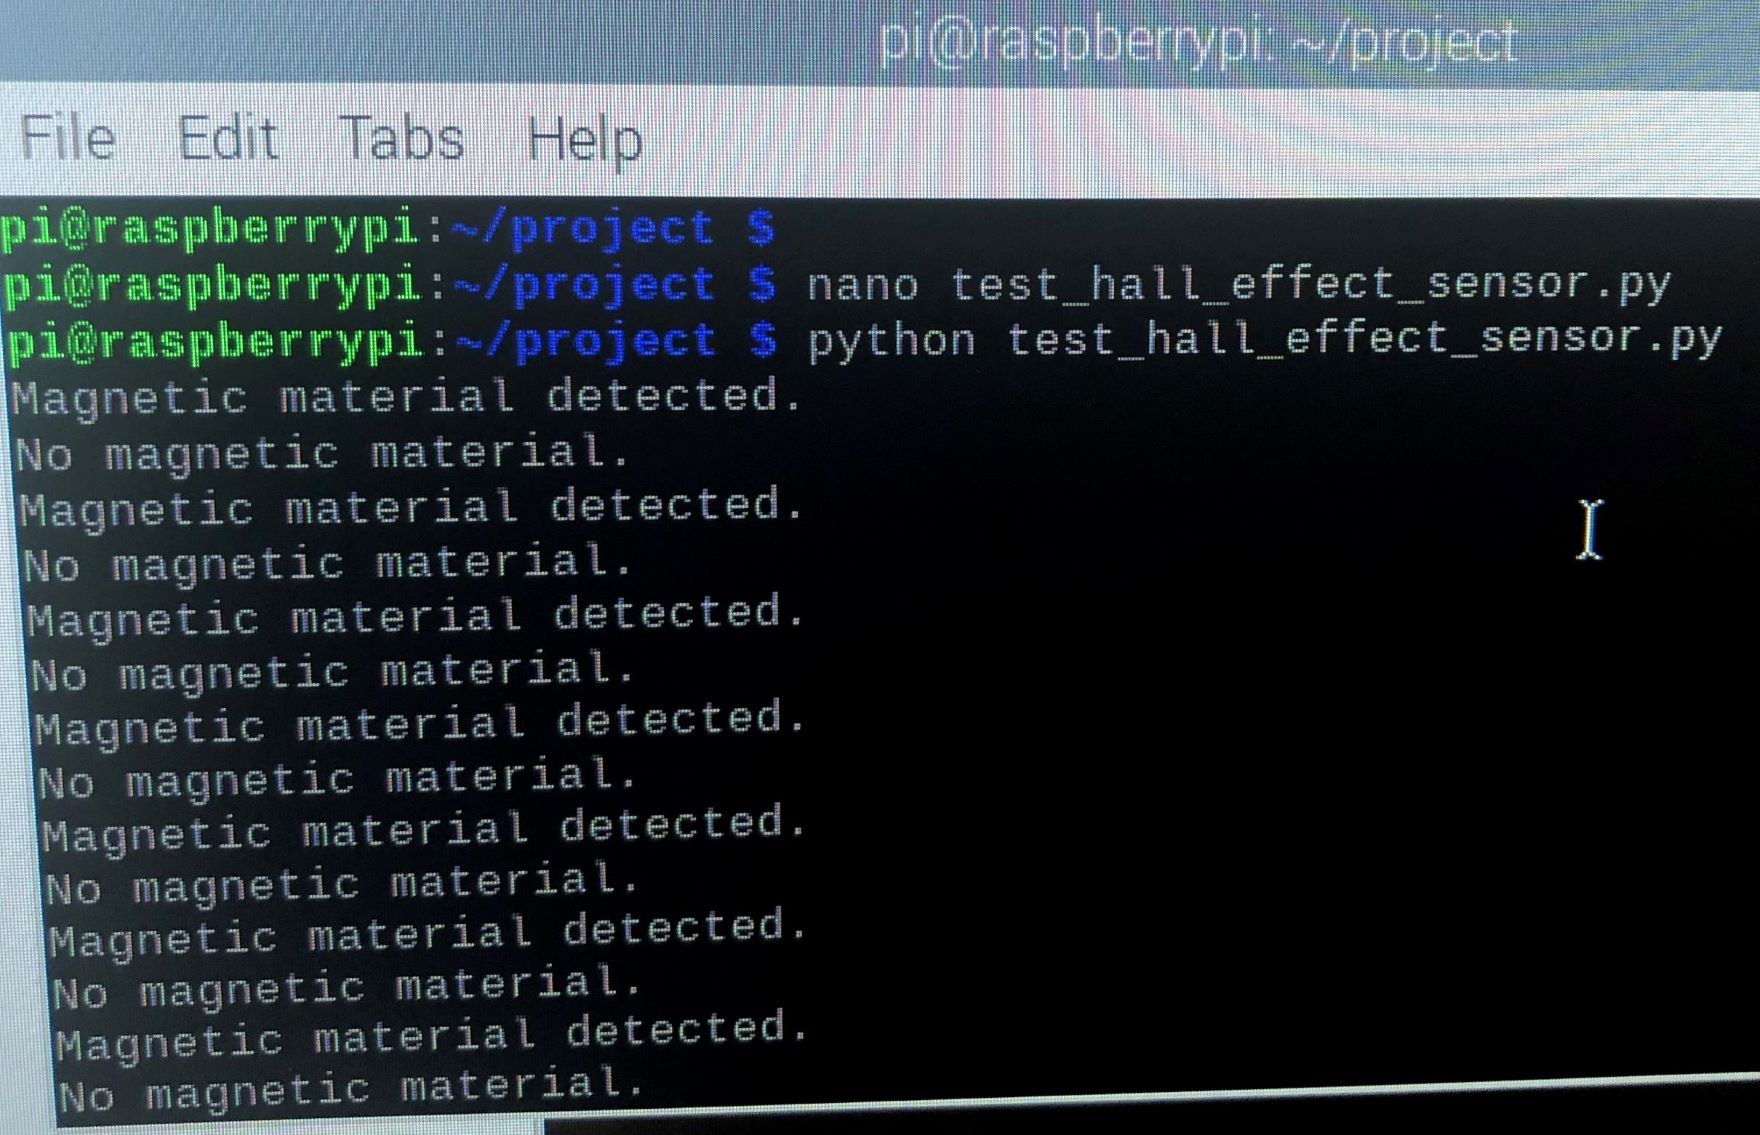 pi@raspberrypi: ~/project
File Edit Tabs Help
pi@raspberrypi:~/project $
pi@raspberrypi:~/project $ nano test_hall_effect_sensor.py
pi@raspberrypi:~/project $ python test_hall_effect_sensor.py
Magnetic material detected.
No magnetic material.
Magnetic material detected.
No magnetic material.
Magnetic material detected.
No magnetic material.
Magnetic material detected.
No magnetic material.
Magnetic material detected.
No magnetic material.
Magnetic material detected.
No magnetic material.
Magnetic material detected.
No magnetic material.